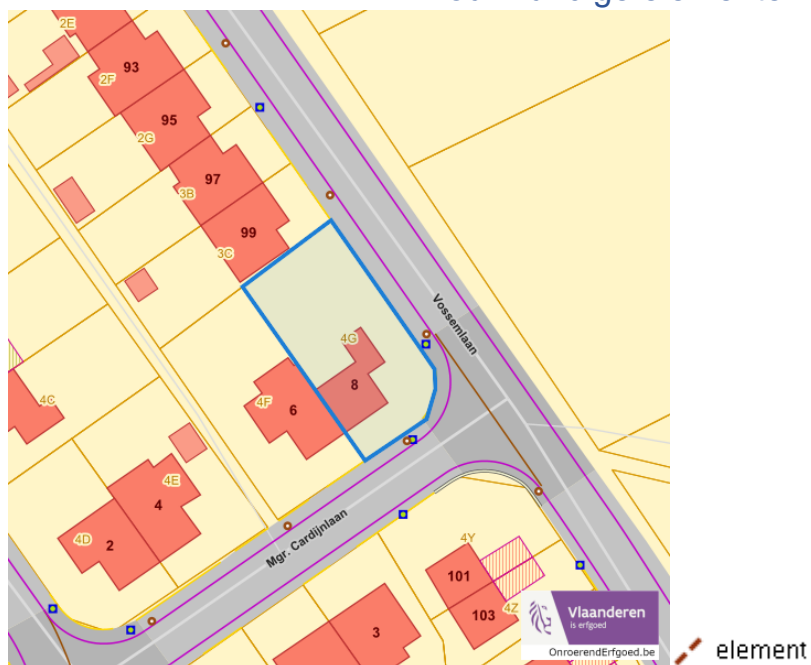 2E
93
2F
95
2G
97
3B
99
3C
Vossemlaan
4G
8
4C
4F
6
4E
4
4D
2
Mgr. Cardijnlaan
4Y
101
103
4Z
3
Vlaanderen
is erfgoed
OnroerendErfgoed.be
element